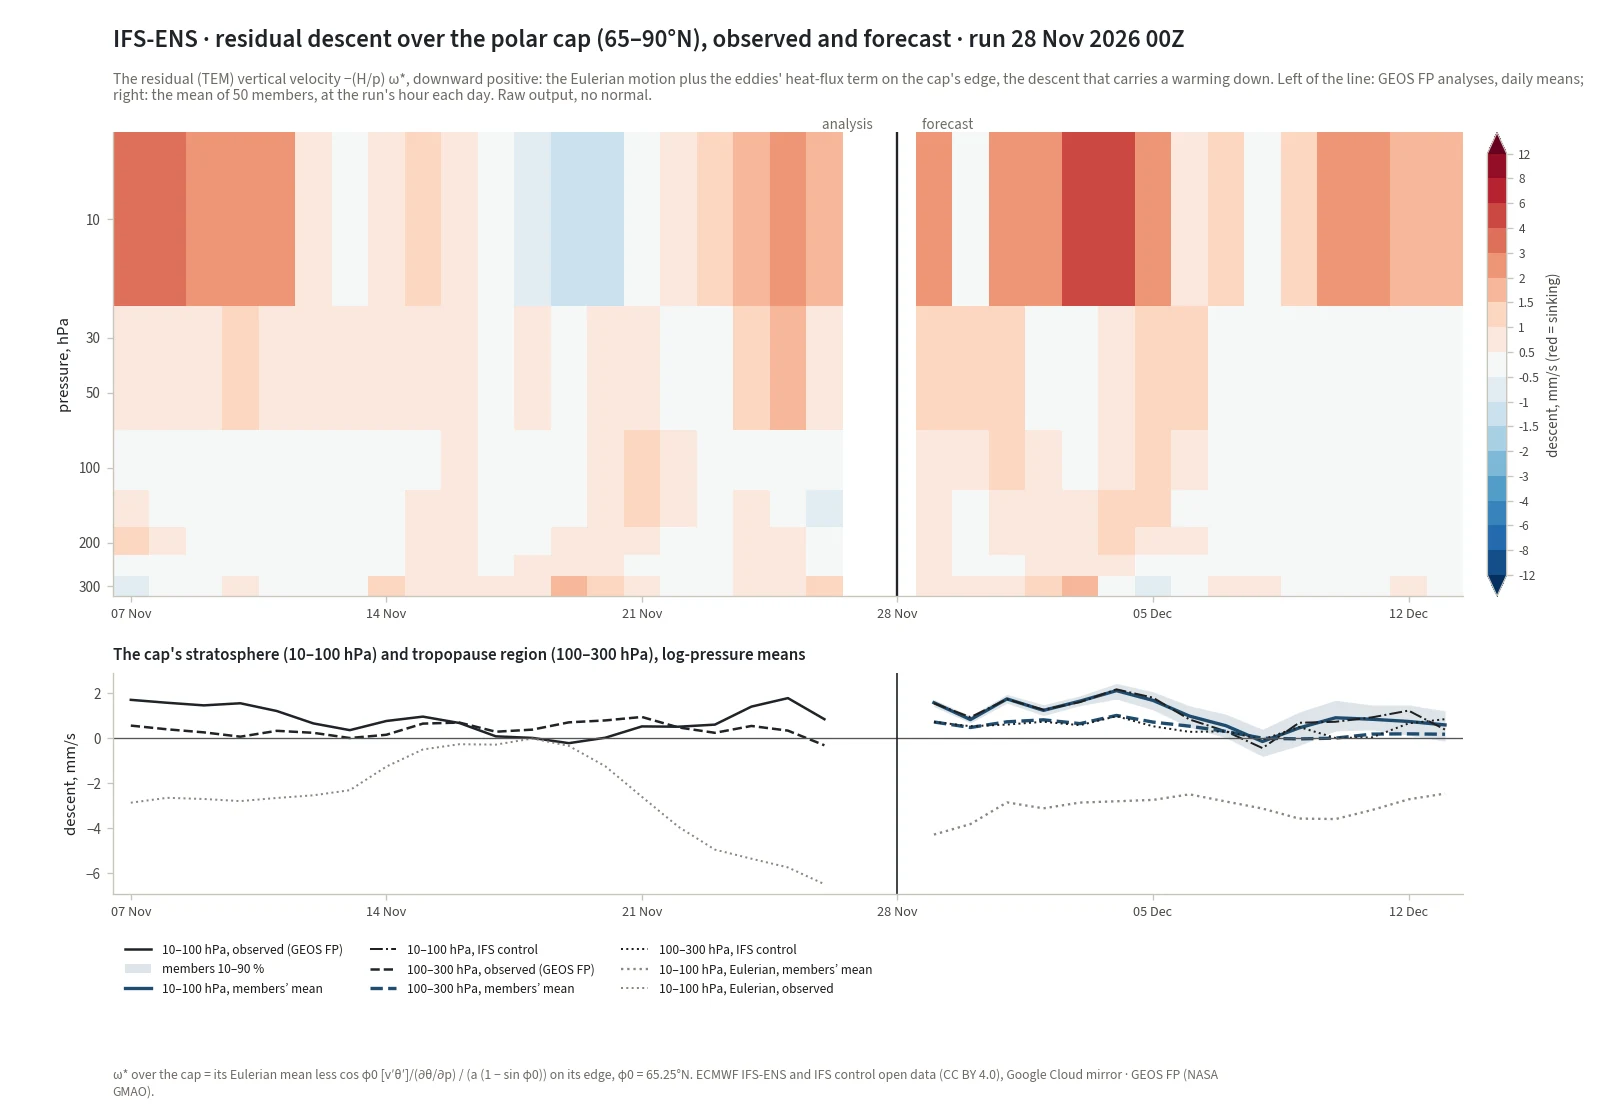 IFS-ENS · residual descent over the polar cap (65–90°N), observed and forecast · run 28 Nov 2026 00Z
The residual (TEM) vertical velocity −(H/p) ω*, downward positive: the Eulerian motion plus the eddies' heat-flux term on the cap's edge, the descent that carries a warming down. Left of the line: GEOS FP analyses, daily means;
right: the mean of 50 members, at the run's hour each day. Raw output, no normal.
analysis
forecast
pressure, hPa
10
30
50
100
200
300
07 Nov
14 Nov
21 Nov
28 Nov
05 Dec
12 Dec
12
8
6
4
3
2
1.5
1
0.5
-0.5
-1
-1.5
-2
-3
-4
-6
-8
-12
descent, mm/s (red = sinking)
The cap's stratosphere (10–100 hPa) and tropopause region (100–300 hPa), log-pressure means
descent, mm/s
2
0
−2
−4
−6
07 Nov
14 Nov
21 Nov
28 Nov
05 Dec
12 Dec
10–100 hPa, observed (GEOS FP)
members 10–90 %
10–100 hPa, members’ mean
10–100 hPa, IFS control
100–300 hPa, observed (GEOS FP)
100–300 hPa, members’ mean
100–300 hPa, IFS control
10–100 hPa, Eulerian, members’ mean
10–100 hPa, Eulerian, observed
ω* over the cap = its Eulerian mean less cos φ0 [v′θ′]/(∂θ/∂p) / (a (1 − sin φ0)) on its edge, φ0 = 65.25°N. ECMWF IFS-ENS and IFS control open data (CC BY 4.0), Google Cloud mirror · GEOS FP (NASA
GMAO).